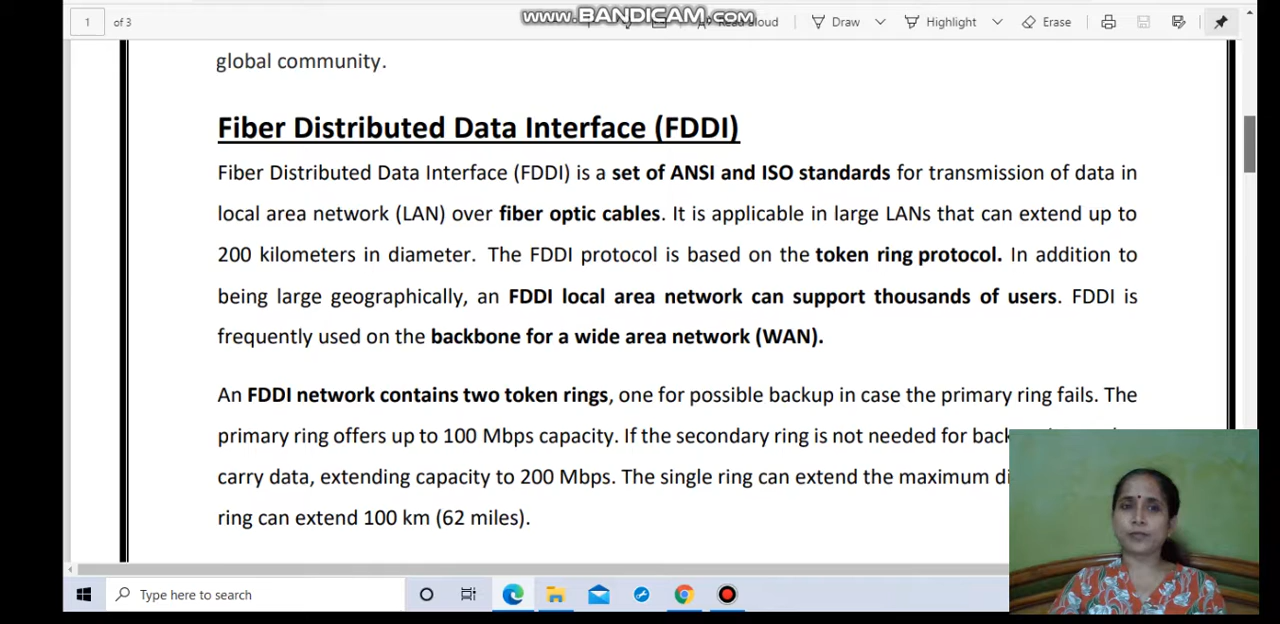 www.BANDICAM.com
1 of 3
Read aloud Draw Highlight Erase
global community.
Fiber Distributed Data Interface (FDDI)
Fiber Distributed Data Interface (FDDI) is a set of ANSI and ISO standards for transmission of data in
local area network (LAN) over fiber optic cables. It is applicable in large LANs that can extend up to
200 kilometers in diameter. The FDDI protocol is based on the token ring protocol. In addition to
being large geographically, an FDDI local area network can support thousands of users. FDDI is
frequently used on the backbone for a wide area network (WAN).
An FDDI network contains two token rings, one for possible backup in case the primary ring fails. The
primary ring offers up to 100 Mbps capacity. If the secondary ring is not needed for
carry data, extending capacity to 200 Mbps. The single ring can extend the maximum
ring can extend 100 km (62 miles).
Type here to search